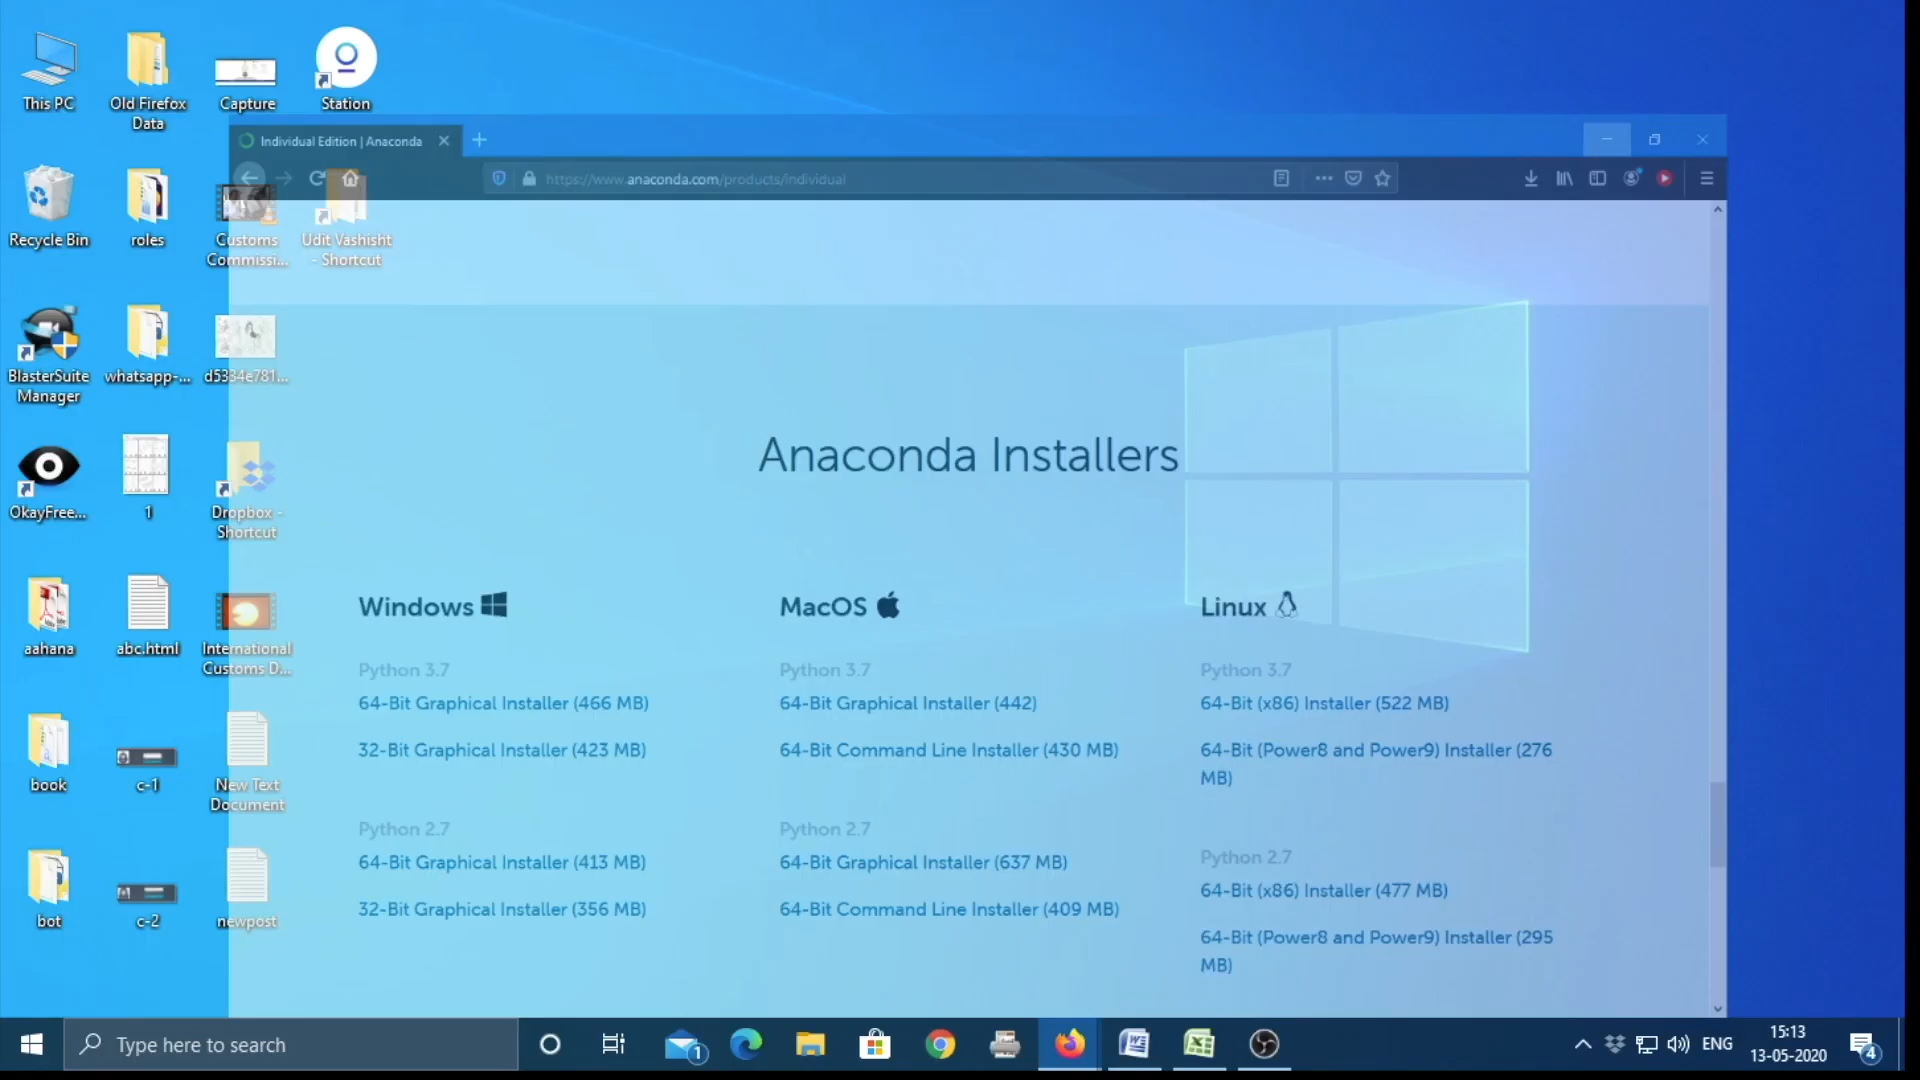 This PC
Old Firefox
Data
Capture
Station
Individual Edition | Anaconda
https://www.anaconda.com/products/individual
Recycle Bin
roles
Customs
Commissi...
Udit Vashisht
- Shortcut
BlasterSuite
Manager
whatsapp-...
d5334e781...
Anaconda Installers
OkayFree...
1
Dropbox -
Shortcut
Windows
MacOS
Linux
aahana
abc.html
International
Customs D...
Python 3.7
64-Bit Graphical Installer (466 MB)
32-Bit Graphical Installer (423 MB)
Python 3.7
64-Bit Graphical Installer (442)
64-Bit Command Line Installer (430 MB)
Python 3.7
64-Bit (x86) Installer (522 MB)
64-Bit (Power8 and Power9) Installer (276
MB)
book
c-1
New Text
Document
Python 2.7
64-Bit Graphical Installer (413 MB)
32-Bit Graphical Installer (356 MB)
Python 2.7
64-Bit Graphical Installer (637 MB)
64-Bit Command Line Installer (409 MB)
Python 2.7
64-Bit (x86) Installer (477 MB)
64-Bit (Power8 and Power9) Installer (295
MB)
bot
c-2
newpost
Type here to search
1
ENG
15:13
13-05-2020
4